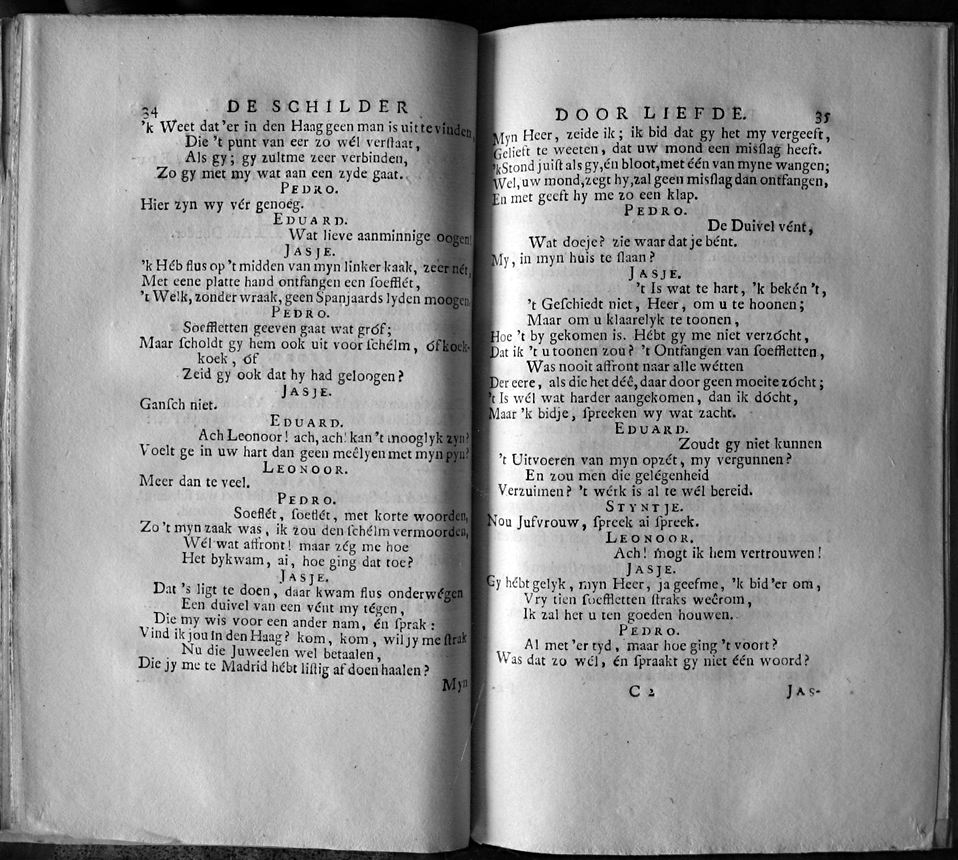 34 DE SCHILDER
'k Weet dat 'er in den Haag geen man is uit te vinden,
Die 't punt van eer zo wél verſtaat,
Als gy; gy zult me zeer verbinden,
Zo gy met my wat aan een zyde gaat.
PEDRO.
Hier zyn wy vér genoeg.
EDUARD.
Wat lieve aanminnige oogen!
JASJE.
'k Héb flus op 't midden van myn linker kaak, zeer nét,
Met eene platte hand ontfangen een ſoefflét,
't Welk, zonder wraak, geen Spanjaards lyden moogen.
PEDRO.
Soeffletten geeven gaat wat gróf;
Maar ſcholdt gy hem ook uit voor ſchélm, óf koek-
koek, óf
Zeid gy ook dat hy had geloogen?
JASJE.
Ganſch niet.
EDUARD.
Ach Leonoor! ach, ach! kan 't mooglyk zyn?
Voelt ge in uw hart dan geen meêlyen met myn pyn?
LEONOOR.
Meer dan te veel.
PEDRO.
Soeflét, ſoeflét, met korte woorden,
Zo 't myn zaak was, ik zou den ſchélm vermoorden,
Wél wat affront! maar zég me hoe
Het bykwam, ai, hoe ging dat toe?
JASJE.
Dat 's ligt te doen, daar kwam flus onderwégen
Een duivel van een vént my tégen,
Die my wis voor een ander nam, én ſprak:
Vind ik jou in den Haag? kom, kom, wil jy me ſtrak
Nu die Juweelen wel betaalen,
Die jy me te Madrid hébt liſtig af doen haalen?
Myn
DOOR LIEFDE. 35
Myn Heer, zeide ik; ik bid dat gy het my vergeeft,
Gelieft te weeten, dat uw mond een misſlag heeft.
'k Stond juiſt als gy, én bloot, met één van myne wangen;
Wel, uw mond, zegt hy, zal geen misſlag dan ontfangen,
En met geeft hy me zo een klap.
PEDRO.
De Duivel vént,
Wat doeje? zie waar dat je bént.
My, in myn huis te ſlaan?
JASJE.
't Is wat te hart, 'k bekén 't,
't Geſchiedt niet, Heer, om u te hoonen;
Maar om u klaarelyk te toonen,
Hoe 't by gekomen is. Hébt gy me niet verzócht,
Dat ik 't u toonen zou? 't Ontfangen van ſoeffletten,
Was nooit affront naar alle wétten
Der eere, als die het déê, daar door geen moeite zócht;
't Is wél wat harder aangekomen, dan ik dócht,
Maar 'k bidje, ſpreeken wy wat zacht.
EDUARD.
Zoudt gy niet kunnen
't Uitvoeren van myn opzét, my vergunnen?
En zou men die gelégenheid
Verzuimen? 't wérk is al te wél bereid.
STYNTJE.
Nou Jufvrouw, ſpreek ai ſpreek.
LEONOOR.
Ach! mogt ik hem vertrouwen!
JASJE.
Gy hébt gelyk, myn Heer, ja geefme, 'k bid 'er om,
Vry tien ſoeffletten ſtraks weêrom,
Ik zal het u ten goeden houwen.
PEDRO.
Al met 'er tyd, maar hoe ging 't voort?
Was dat zo wél, én ſpraakt gy niet één woord?
C 2 JAS-